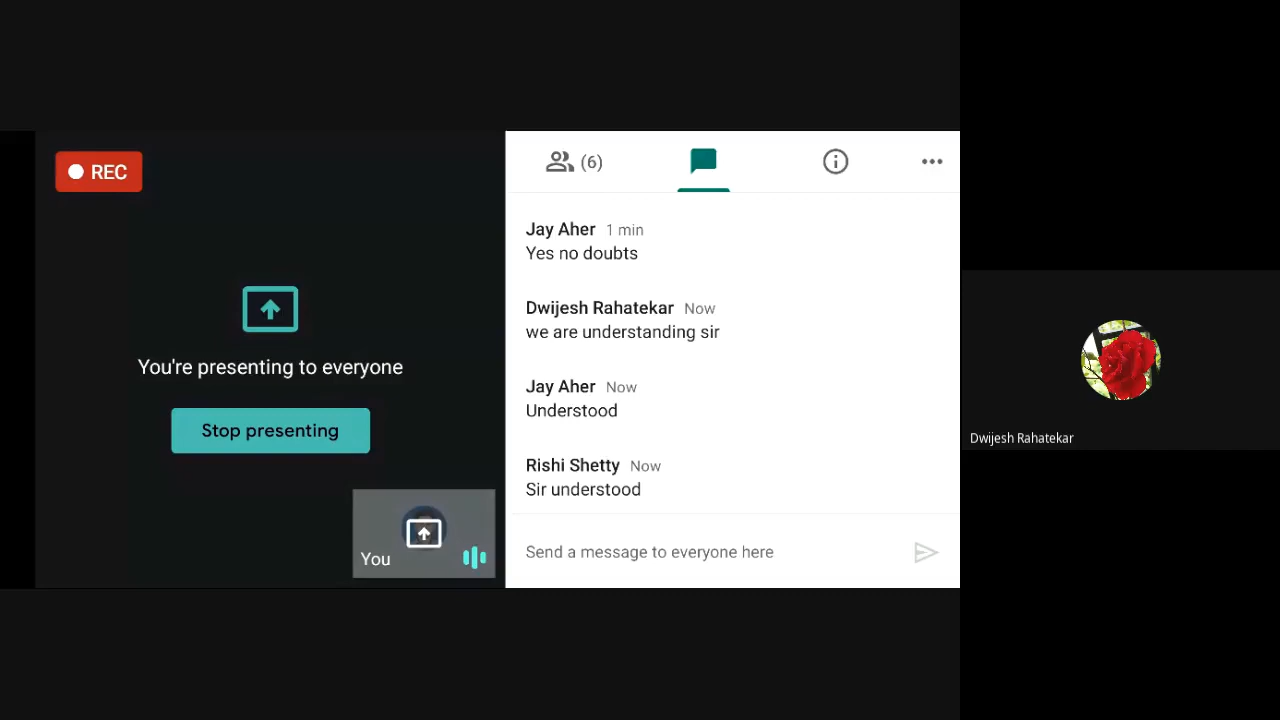 REC
You're presenting to everyone
Stop presenting
You
(6)
Jay Aher 1 min
Yes no doubts
Dwijesh Rahatekar Now
we are understanding sir
Jay Aher Now
Understood
Rishi Shetty Now
Sir understood
Send a message to everyone here
Dwijesh Rahatekar